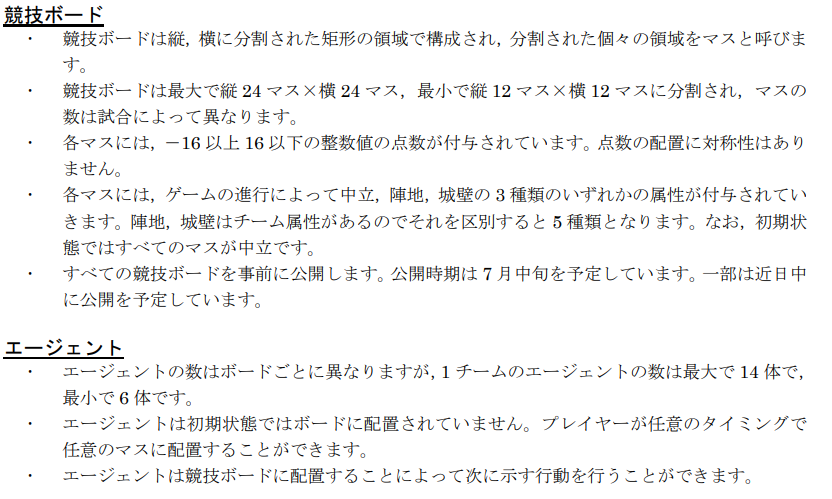 競技ボード
・ 競技ボードは縦，横に分割された矩形の領域で構成され，分割された個々の領域をマスと呼びま
す。
・ 競技ボードは最大で縦 24 マス×横 24 マス，最小で縦 12 マス×横 12 マスに分割され，マスの
数は試合によって異なります。
・ 各マスには，－16 以上 16 以下の整数値の点数が付与されています。点数の配置に対称性はあり
ません。
・ 各マスには，ゲームの進行によって中立，陣地，城壁の 3 種類のいずれかの属性が付与されてい
きます。陣地，城壁はチーム属性があるのでそれを区別すると 5 種類となります。なお，初期状
態ではすべてのマスが中立です。
・ すべての競技ボードを事前に公開します。公開時期は 7 月中旬を予定しています。一部は近日中
に公開を予定しています。
エージェント
・ エージェントの数はボードごとに異なりますが，1 チームのエージェントの数は最大で 14 体で，
最小で 6 体です。
・ エージェントは初期状態ではボードに配置されていません。プレイヤーが任意のタイミングで
任意のマスに配置することができます。
・ エージェントは競技ボードに配置することによって次に示す行動を行うことができます。